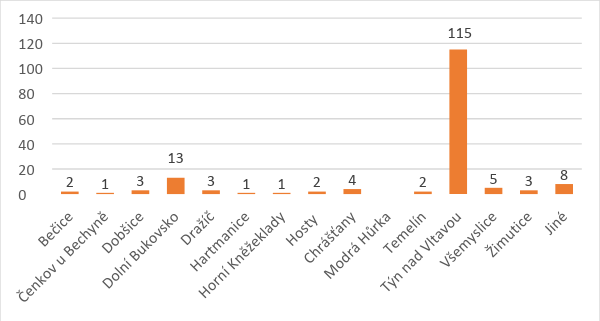 140
120
100
80
60
40
20
0
2
1
3
13
3
1
1
2
4
2
115
5
3
8
Bečice
Čenkov u Bechyně
Dobšice
Dolní Bukovsko
Dražíč
Hartmanice
Horní Kněžeklady
Hosty
Chrášťany
Modrá Hůrka
Temelín
Týn nad Vltavou
Všemyslice
Žimutice
Jiné